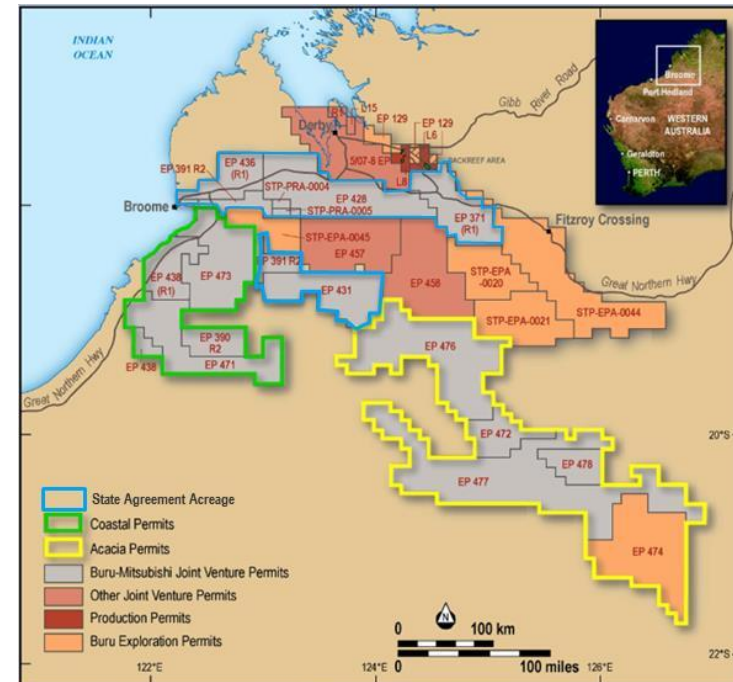 INDIAN
OCEAN
Broome
Port Hedland
Carnarvon
WESTERN
AUSTRALIA
Geraldton
PERTH
Gibb River Road
L15
R1
EP 129
EP 129
L6
Derby
5/07-8 EP
L8
BACKREEF AREA
EP 391 R2
EP 436
(R1)
STP-PRA-0004
EP 428
STP-PRA-0005
EP 371
(R1)
Broome
Fitzroy Crossing
STP-EPA-0045
EP 391 R2
EP 457
EP 438
(R1)
EP 473
EP 431
EP 458
STP-EPA
-0020
Great Northern Hwy
STP-EPA-0021
STP-EPA-0044
EP 390
R2
EP 438
EP 471
EP 476
Great Northern Hwy
EP 472
20°S
EP 478
EP 477
EP 474
State Agreement Acreage
Coastal Permits
Acacia Permits
Buru-Mitsubishi Joint Venture Permits
Other Joint Venture Permits
Production Permits
Buru Exploration Permits
N
0 100 km
0 100 miles
22°S
122°E
124°E
126°E